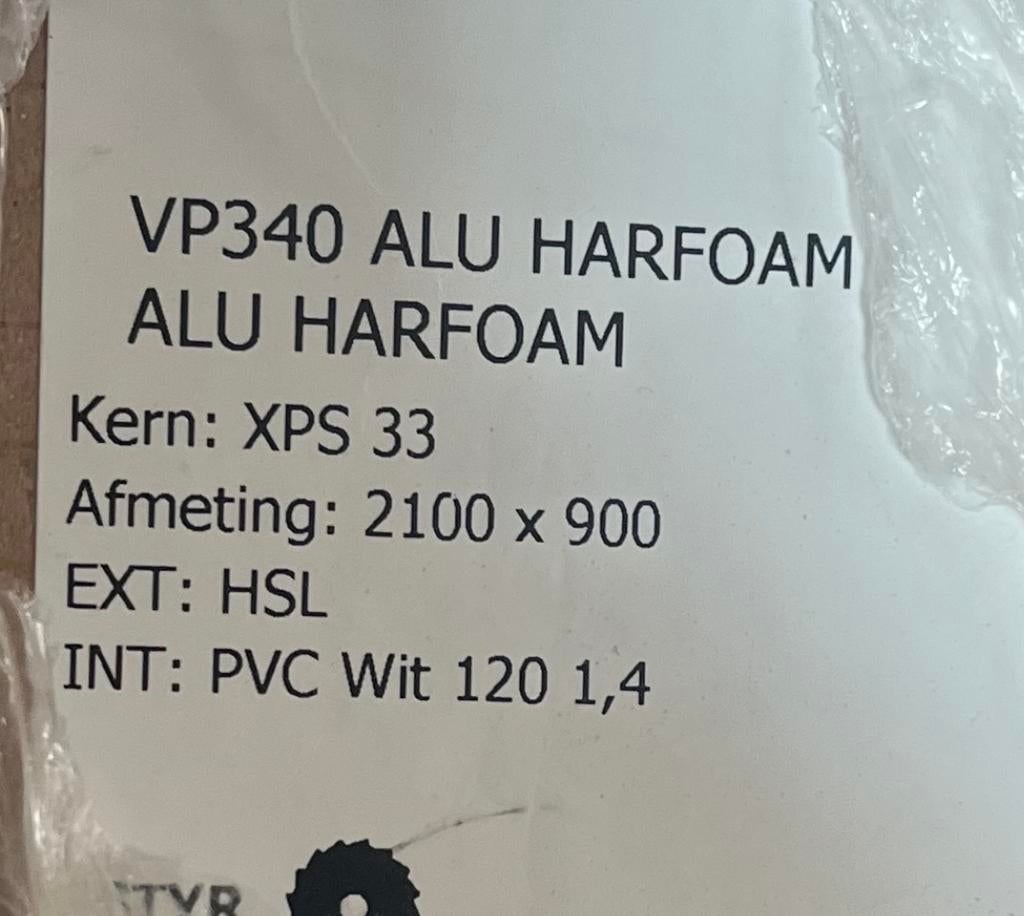 VP340 ALU HARFOAM
ALU HARFOAM
Kern: XPS 33
Afmeting: 2100 x 900
EXT: HSL
INT: PVC Wit 120 1,4